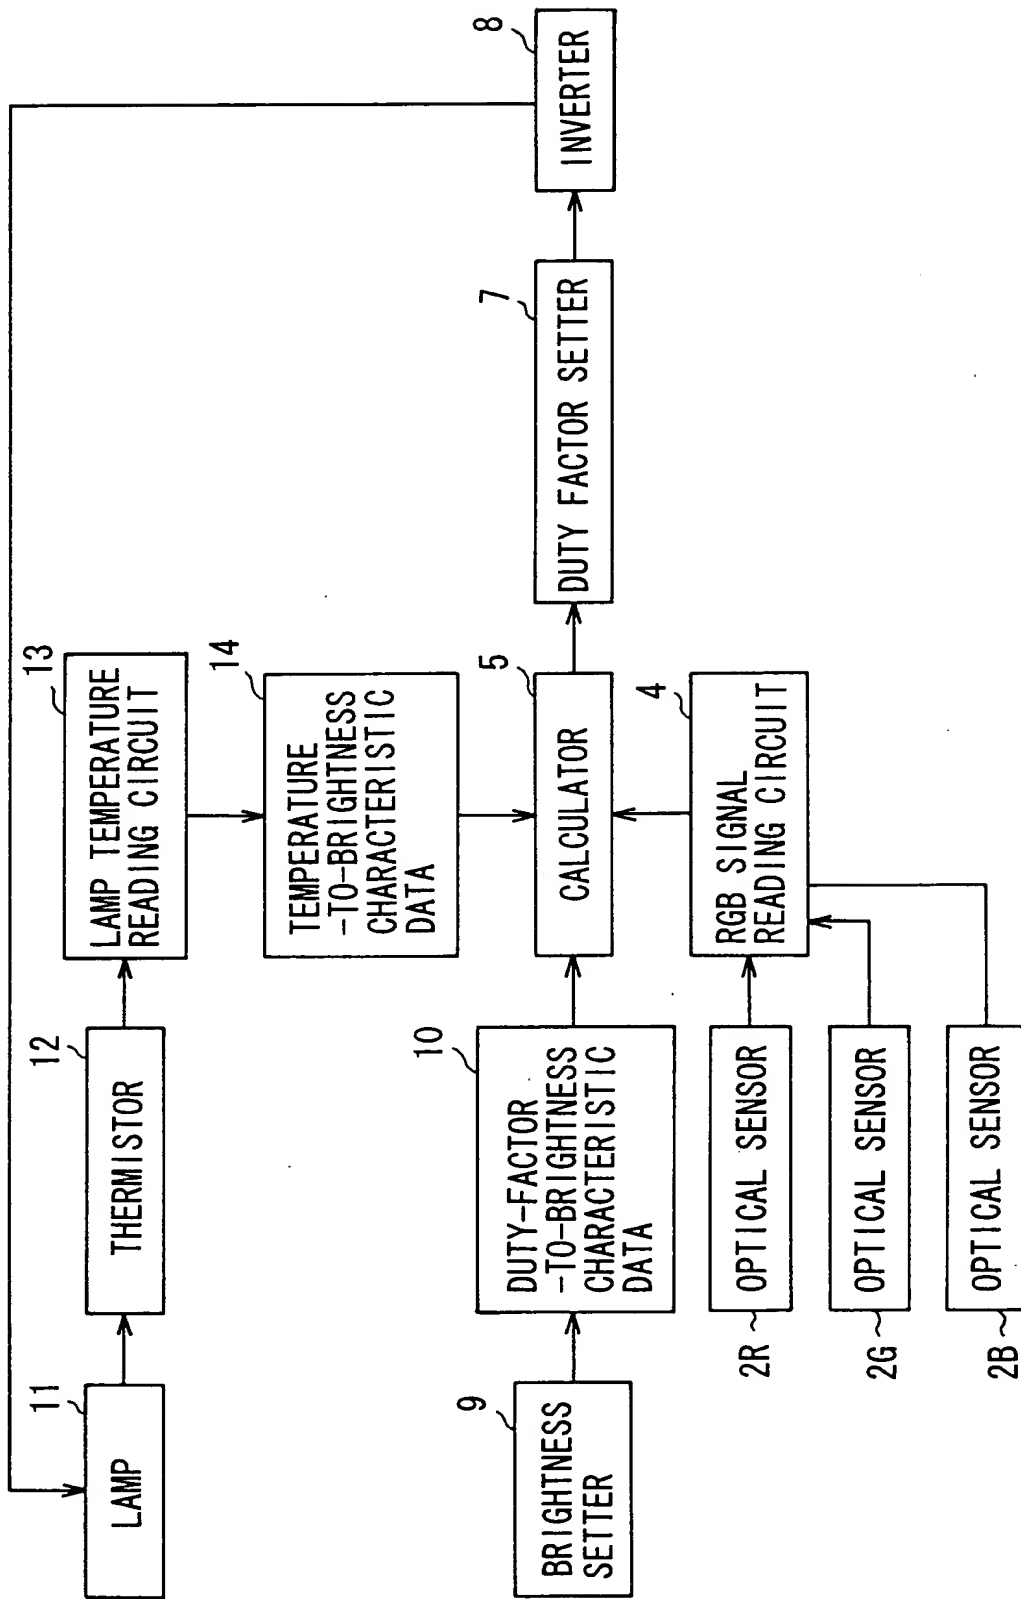 11
LAMP
12
THERMISTOR
13
LAMP TEMPERATURE
READING CIRCUIT
14
TEMPERATURE
-TO-BRIGHTNESS
CHARACTERISTIC
DATA
9
BRIGHTNESS
SETTER
10
DUTY-FACTOR
-TO-BRIGHTNESS
CHARACTERISTIC
DATA
5
CALCULATOR
7
DUTY FACTOR SETTER
8
INVERTER
4
RGB SIGNAL
READING CIRCUIT
2R
OPTICAL SENSOR
2G
OPTICAL SENSOR
2B
OPTICAL SENSOR